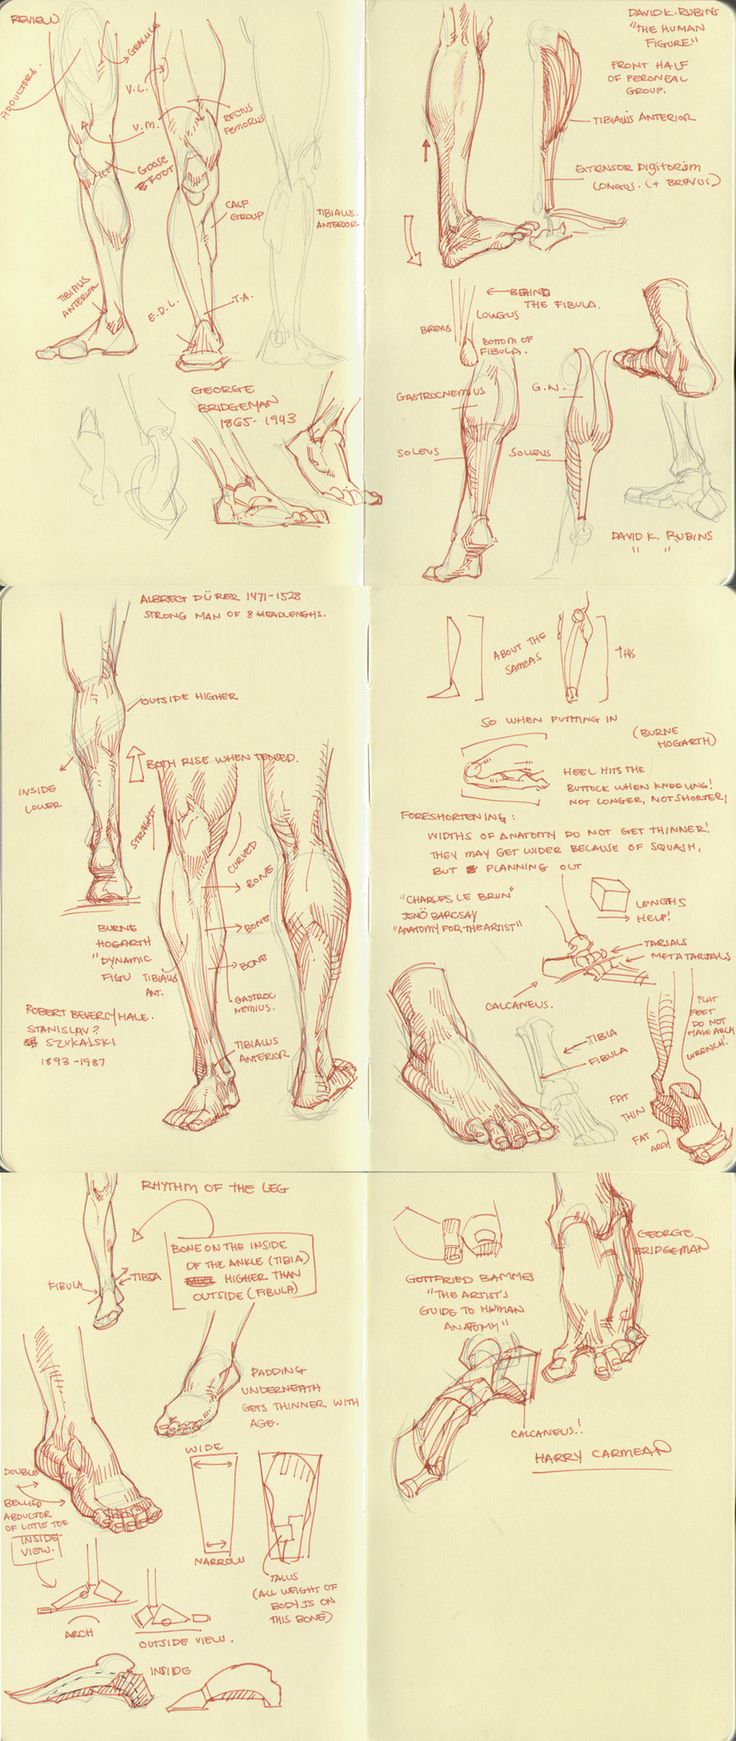 REVIEW
GRACILIS
ADDUCTORS.
V.L.
V.M.
RECTUS
FEMORUS
GOOSE
FOOT
CALF
GROUP
TIBIALIS
ANTERIOR
TIBIALIS
ANTERIOR
E.D.L.
T.A.
GEORGE
BRIDGEMAN
1865-1943
DAVID K. RUBINS
"THE HUMAN
FIGURE"
FRONT HALF
OF PERONEAL
GROUP.
TIBIALIS ANTERIOR
EXTENSOR DIGITORIUM
LONGUS. (+ BREVUS)
BEHIND
THE FIBULA.
BREVIS
LONGUS
BOTTOM OF
FIBULA.
GASTROCNEMIUS
G.N.
SOLEUS
SOLEUS
DAVID K. RUBINS
" "
ALBRECT DÜRER 1471-1528
STRONG MAN OF 8 HEADLENGHS.
OUTSIDE HIGHER
BOTH RISE WHEN TENSED.
INSIDE
LOWER
STRAIGHT
CURVED
BONE
BONE
BONE
BURNE
HOGARTH
"DYNAMIC
FIGU
TIBIALIS
ANT.
GASTROC
NEMIUS.
ROBERT BEVERLY HALE.
STANISLAV?
SZUKALSKI
1893-1987
TIBIALIS
ANTERIOR
ABOUT THE
SAME AS
THIS
SO WHEN PUTTING IN
(BURNE
HOGARTH)
HEEL HITS THE
BUTTOCK WHEN KNEELING!
NOT LONGER, NOT SHORTER!
FORESHORTENING:
WIDTHS OF ANATOMY DO NOT GET THINNER!
THEY MAY GET WIDER BECAUSE OF SQUASH,
BUT PLANNING OUT
LENGHS
HELP!
"CHARLES LE BRUN"
JENÖ BARCSAY
"ANATOMY FOR THE ARTIST"
TARSALS
METATARSALS
CALCANEUS.
TIBIA
FIBULA
FLAT
FEET
DO NOT
HAVE ARCH
WRENCH!
FAT
THIN
FAT
ARCH
RHYTHM OF THE LEG
BONE ON THE INSIDE
OF THE ANKLE (TIBIA)
HIGHER THAN
OUTSIDE (FIBULA)
FIBULA
TIBIA
PADDING
UNDERNEATH
GETS THINNER WITH
AGE.
WIDE
NARROW
DOUBLE
BELLIED
ABDUCTOR
OF LITTLE TOE
INSIDE
VIEW.
TALUS
(ALL WEIGHT OF
BODY IS ON
THIS BONE)
ARCH
OUTSIDE VIEW.
INSIDE
GOTTFRIED BAMMES
"THE ARTIST'S
GUIDE TO HUMAN
ANATOMY"
GEORGE
BRIDGEMAN
CALCANEUS!!
HARRY CARMEAN